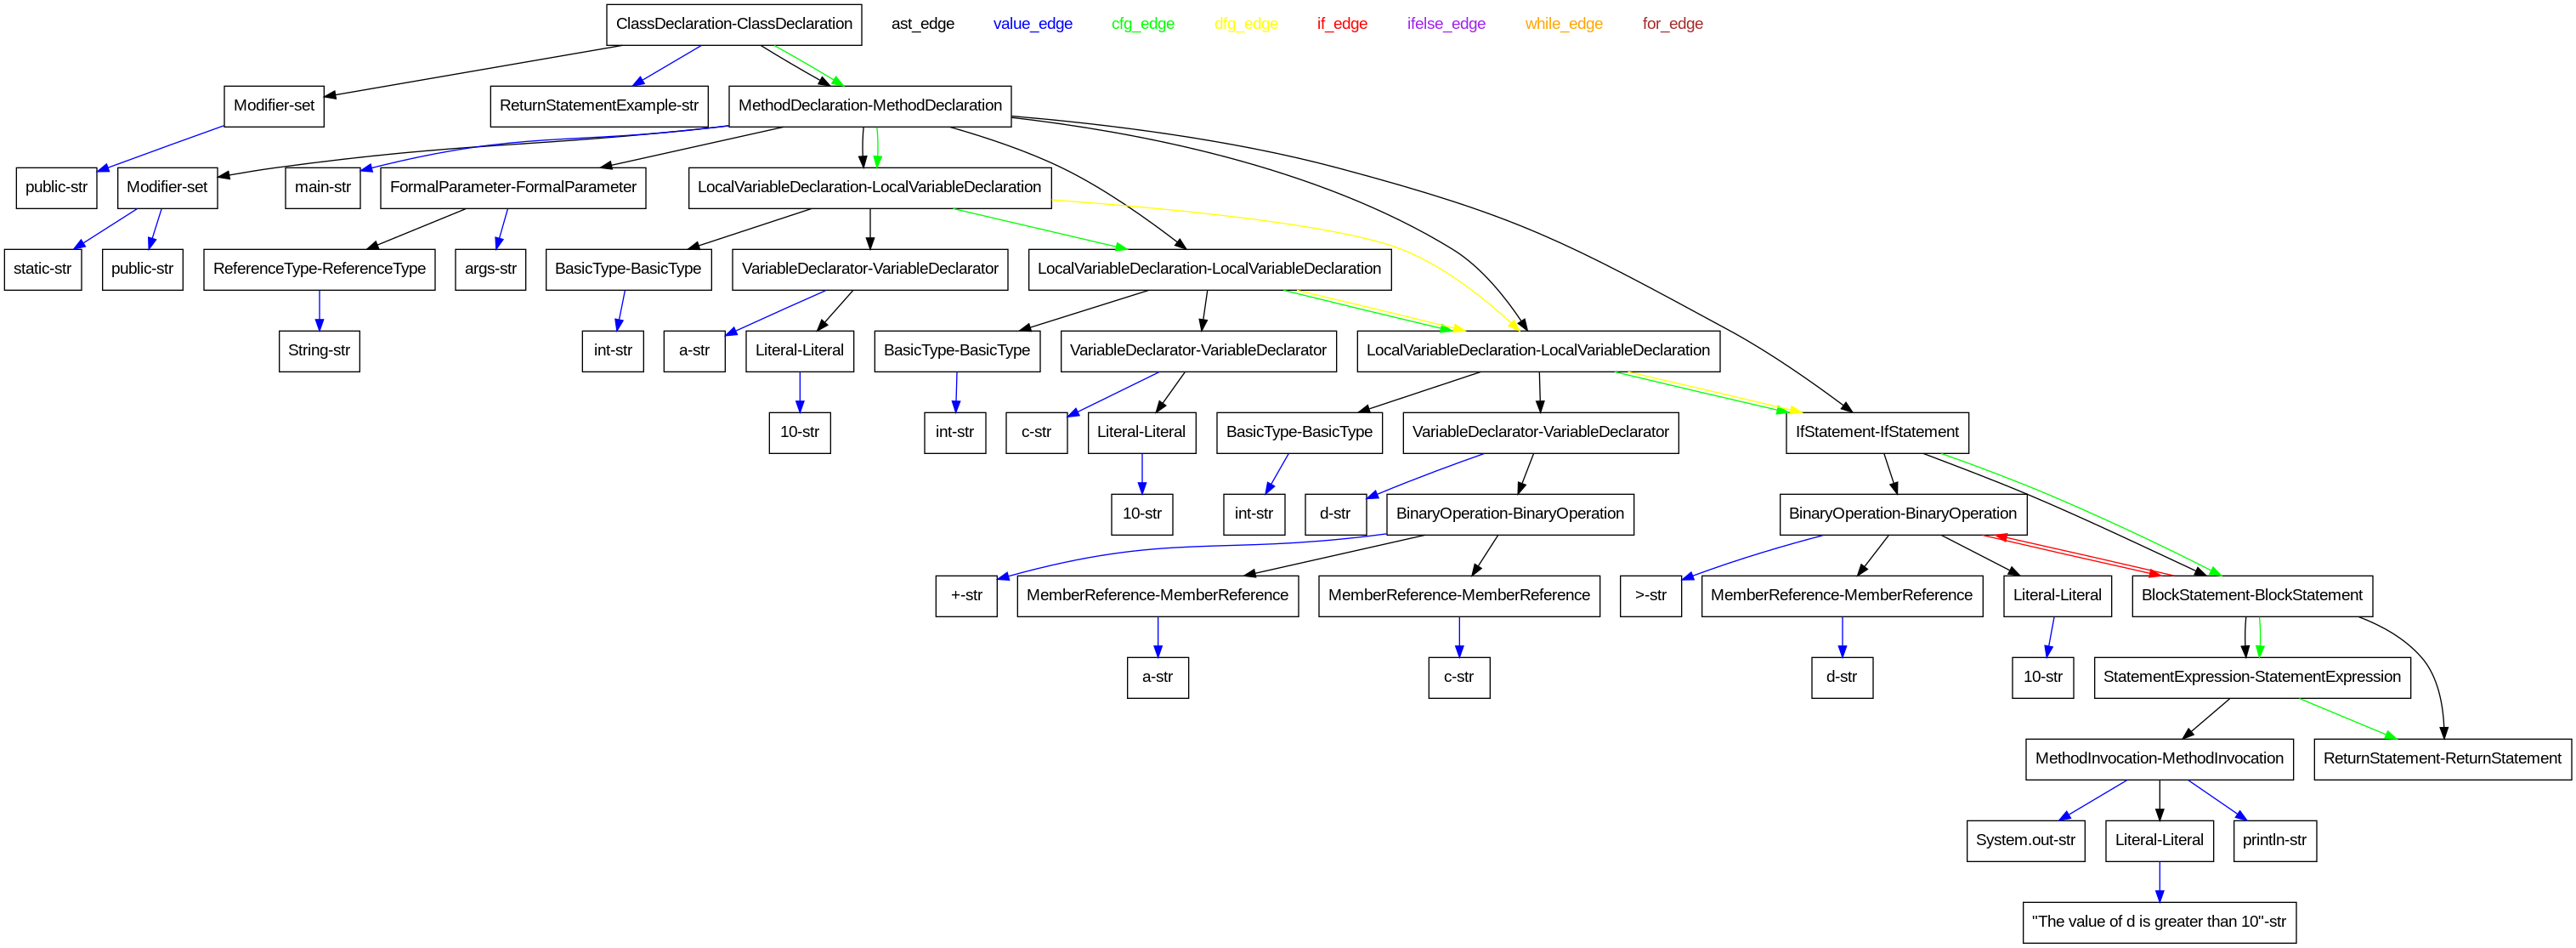 ClassDeclaration-ClassDeclaration
ast_edge
value_edge
cfg_edge
dfg_edge
if_edge
ifelse_edge
while_edge
for_edge
Modifier-set
ReturnStatementExample-str
MethodDeclaration-MethodDeclaration
public-str
Modifier-set
main-str
FormalParameter-FormalParameter
LocalVariableDeclaration-LocalVariableDeclaration
static-str
public-str
ReferenceType-ReferenceType
args-str
BasicType-BasicType
VariableDeclarator-VariableDeclarator
LocalVariableDeclaration-LocalVariableDeclaration
String-str
int-str
a-str
Literal-Literal
BasicType-BasicType
VariableDeclarator-VariableDeclarator
LocalVariableDeclaration-LocalVariableDeclaration
10-str
int-str
c-str
Literal-Literal
BasicType-BasicType
VariableDeclarator-VariableDeclarator
IfStatement-IfStatement
10-str
int-str
d-str
BinaryOperation-BinaryOperation
BinaryOperation-BinaryOperation
+-str
MemberReference-MemberReference
MemberReference-MemberReference
>-str
MemberReference-MemberReference
Literal-Literal
BlockStatement-BlockStatement
a-str
c-str
d-str
10-str
StatementExpression-StatementExpression
MethodInvocation-MethodInvocation
ReturnStatement-ReturnStatement
System.out-str
Literal-Literal
println-str
"The value of d is greater than 10"-str